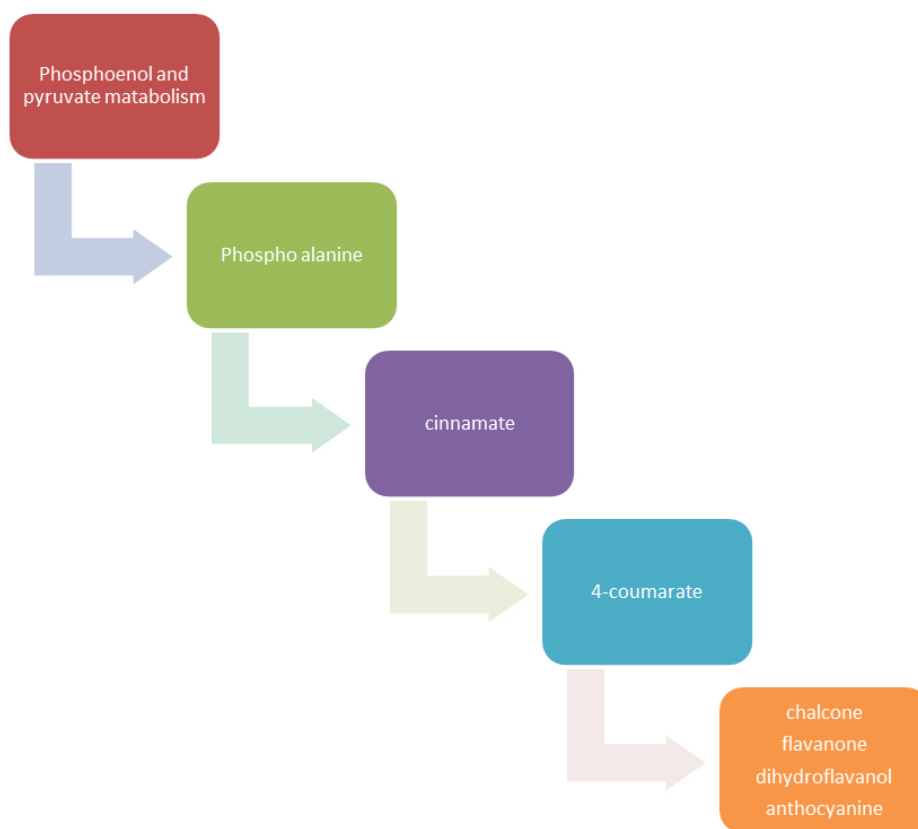 Phosphoenol and
pyruvate matabolism
Phospho alanine
cinnamate
4-coumarate
chalcone
flavanone
dihydroflavanol
anthocyanine